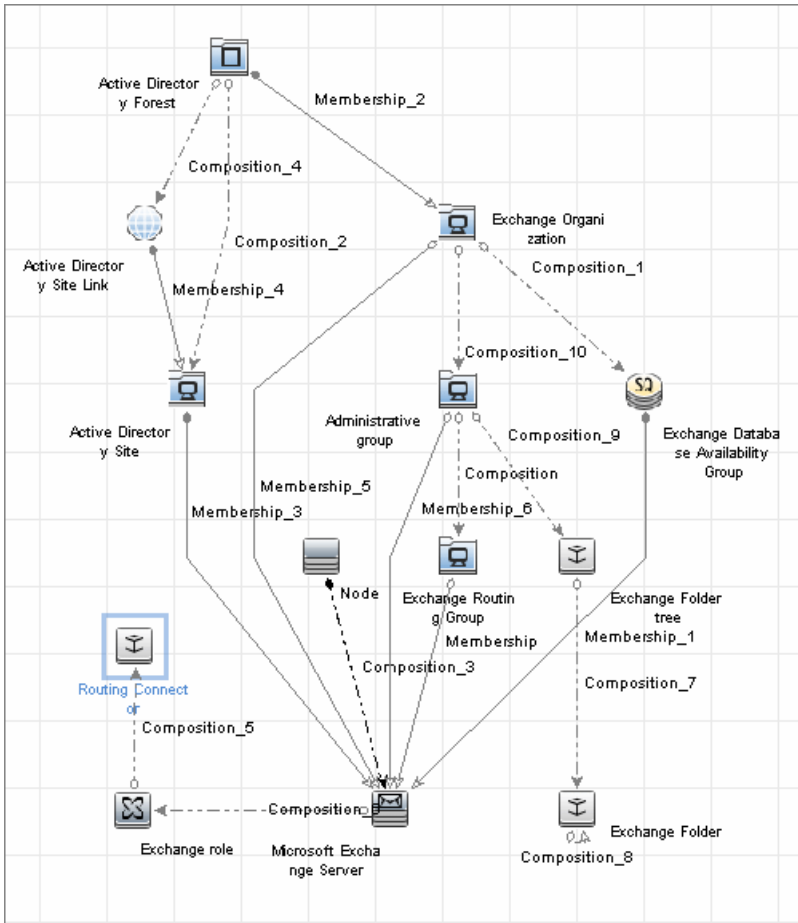 Active Director
y Forest
Membership_2
Composition_4
Exchange Organi
zation
Composition_2
Composition_1
Active Director
y Site Link
Membership_4
Composition_10
SQ
Administrative
group
Composition_9
Exchange Databa
se Availability
Group
Active Director
y Site
Composition
Membership_5
Membership_3
Membership_6
Node
Exchange Routin
g Group
Exchange Folder
tree
Membership
Membership_1
Composition_3
Composition_7
Routing Connect
or
Composition_5
Composition_
Exchange role
Microsoft Excha
nge Server
Exchange Folder
Composition_8